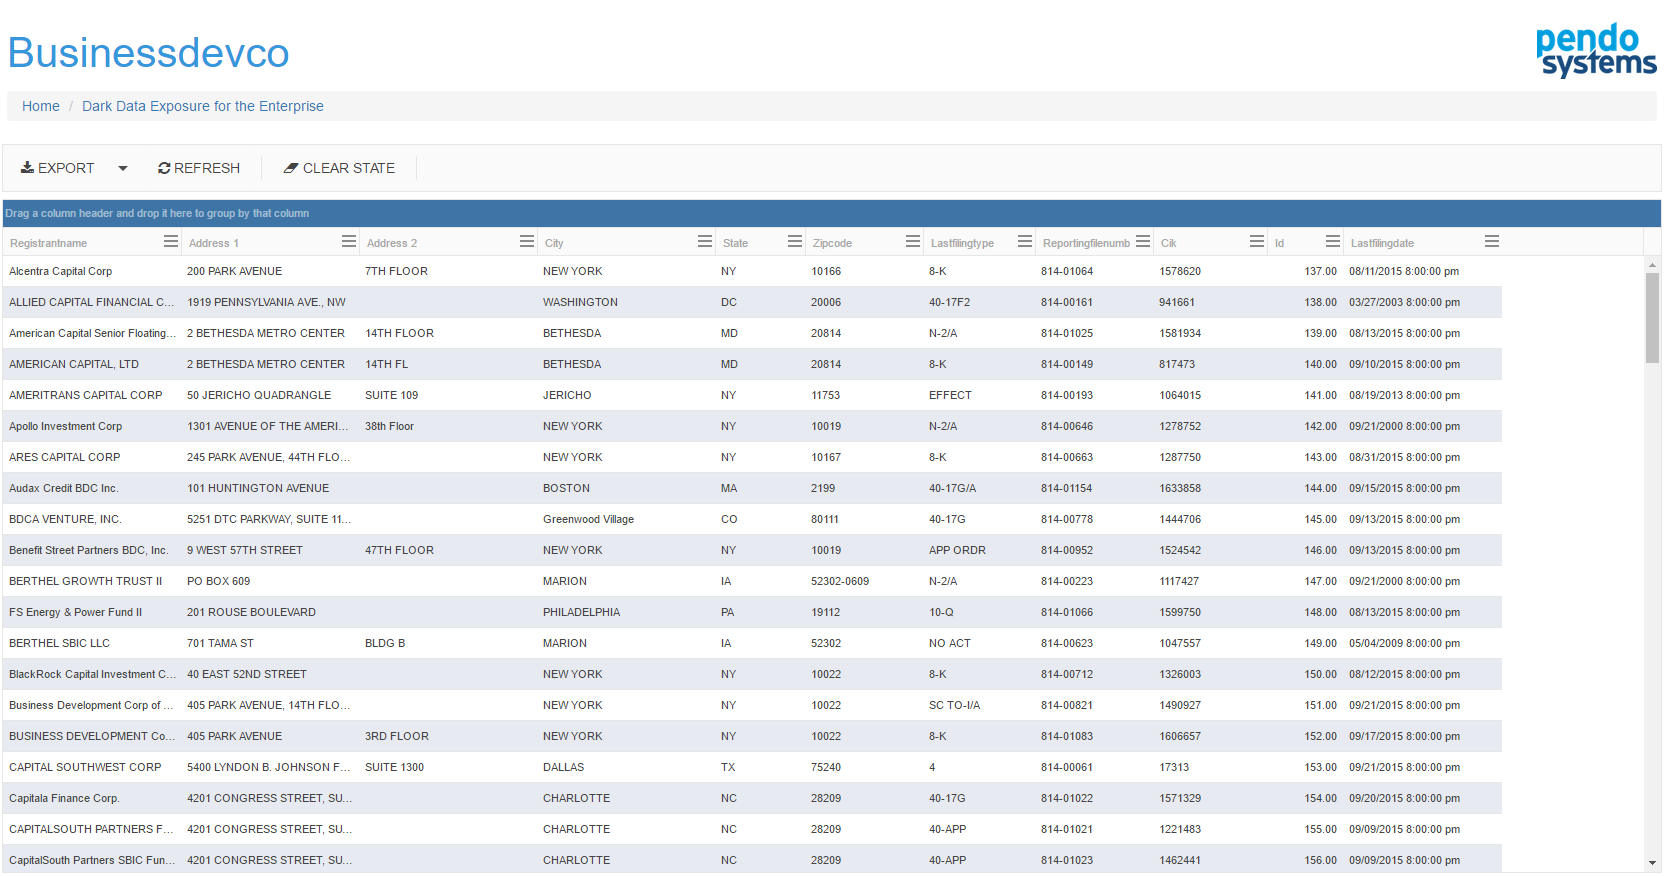 Businessdevco
pendo
systems
Home / Dark Data Exposure for the Enterprise
EXPORT REFRESH CLEAR STATE
Drag a column header and drop it here to group by that column
Registrantname Address 1 Address 2 City State Zipcode Lastfilingtype Reportingfilenumb Cik Id Lastfilingdate
Alcentra Capital Corp 200 PARK AVENUE 7TH FLOOR NEW YORK NY 10166 8-K 814-01064 1578620 137.00 08/11/2015 8:00:00 pm
ALLIED CAPITAL FINANCIAL C... 1919 PENNSYLVANIA AVE., NW WASHINGTON DC 20006 40-17F2 814-00161 941661 138.00 03/27/2003 8:00:00 pm
American Capital Senior Floating... 2 BETHESDA METRO CENTER 14TH FLOOR BETHESDA MD 20814 N-2/A 814-01025 1581934 139.00 08/13/2015 8:00:00 pm
AMERICAN CAPITAL, LTD 2 BETHESDA METRO CENTER 14TH FL BETHESDA MD 20814 8-K 814-00149 817473 140.00 09/10/2015 8:00:00 pm
AMERITRANS CAPITAL CORP 50 JERICHO QUADRANGLE SUITE 109 JERICHO NY 11753 EFFECT 814-00193 1064015 141.00 08/19/2013 8:00:00 pm
Apollo Investment Corp 1301 AVENUE OF THE AMERI... 38th Floor NEW YORK NY 10019 N-2/A 814-00646 1278752 142.00 09/21/2000 8:00:00 pm
ARES CAPITAL CORP 245 PARK AVENUE, 44TH FLO... NEW YORK NY 10167 8-K 814-00663 1287750 143.00 08/31/2015 8:00:00 pm
Audax Credit BDC Inc. 101 HUNTINGTON AVENUE BOSTON MA 2199 40-17G/A 814-01154 1633858 144.00 09/15/2015 8:00:00 pm
BDCA VENTURE, INC. 5251 DTC PARKWAY, SUITE 11... Greenwood Village CO 80111 40-17G 814-00778 1444706 145.00 09/13/2015 8:00:00 pm
Benefit Street Partners BDC, Inc. 9 WEST 57TH STREET 47TH FLOOR NEW YORK NY 10019 APP ORDR 814-00952 1524542 146.00 09/13/2015 8:00:00 pm
BERTHEL GROWTH TRUST II PO BOX 609 MARION IA 52302-0609 N-2/A 814-00223 1117427 147.00 09/21/2000 8:00:00 pm
FS Energy & Power Fund II 201 ROUSE BOULEVARD PHILADELPHIA PA 19112 10-Q 814-01066 1599750 148.00 08/13/2015 8:00:00 pm
BERTHEL SBIC LLC 701 TAMA ST BLDG B MARION IA 52302 NO ACT 814-00623 1047557 149.00 05/04/2009 8:00:00 pm
BlackRock Capital Investment C... 40 EAST 52ND STREET NEW YORK NY 10022 8-K 814-00712 1326003 150.00 08/12/2015 8:00:00 pm
Business Development Corp of ... 405 PARK AVENUE, 14TH FLO... NEW YORK NY 10022 SC TO-I/A 814-00821 1490927 151.00 09/21/2015 8:00:00 pm
BUSINESS DEVELOPMENT Co... 405 PARK AVENUE 3RD FLOOR NEW YORK NY 10022 8-K 814-01083 1606657 152.00 09/17/2015 8:00:00 pm
CAPITAL SOUTHWEST CORP 5400 LYNDON B. JOHNSON F... SUITE 1300 DALLAS TX 75240 4 814-00061 17313 153.00 09/21/2015 8:00:00 pm
Capitala Finance Corp. 4201 CONGRESS STREET, SU... CHARLOTTE NC 28209 40-17G 814-01022 1571329 154.00 09/20/2015 8:00:00 pm
CAPITALSOUTH PARTNERS F... 4201 CONGRESS STREET, SU... CHARLOTTE NC 28209 40-APP 814-01021 1221483 155.00 09/09/2015 8:00:00 pm
CapitalSouth Partners SBIC Fun... 4201 CONGRESS STREET, SU... CHARLOTTE NC 28209 40-APP 814-01023 1462441 156.00 09/09/2015 8:00:00 pm